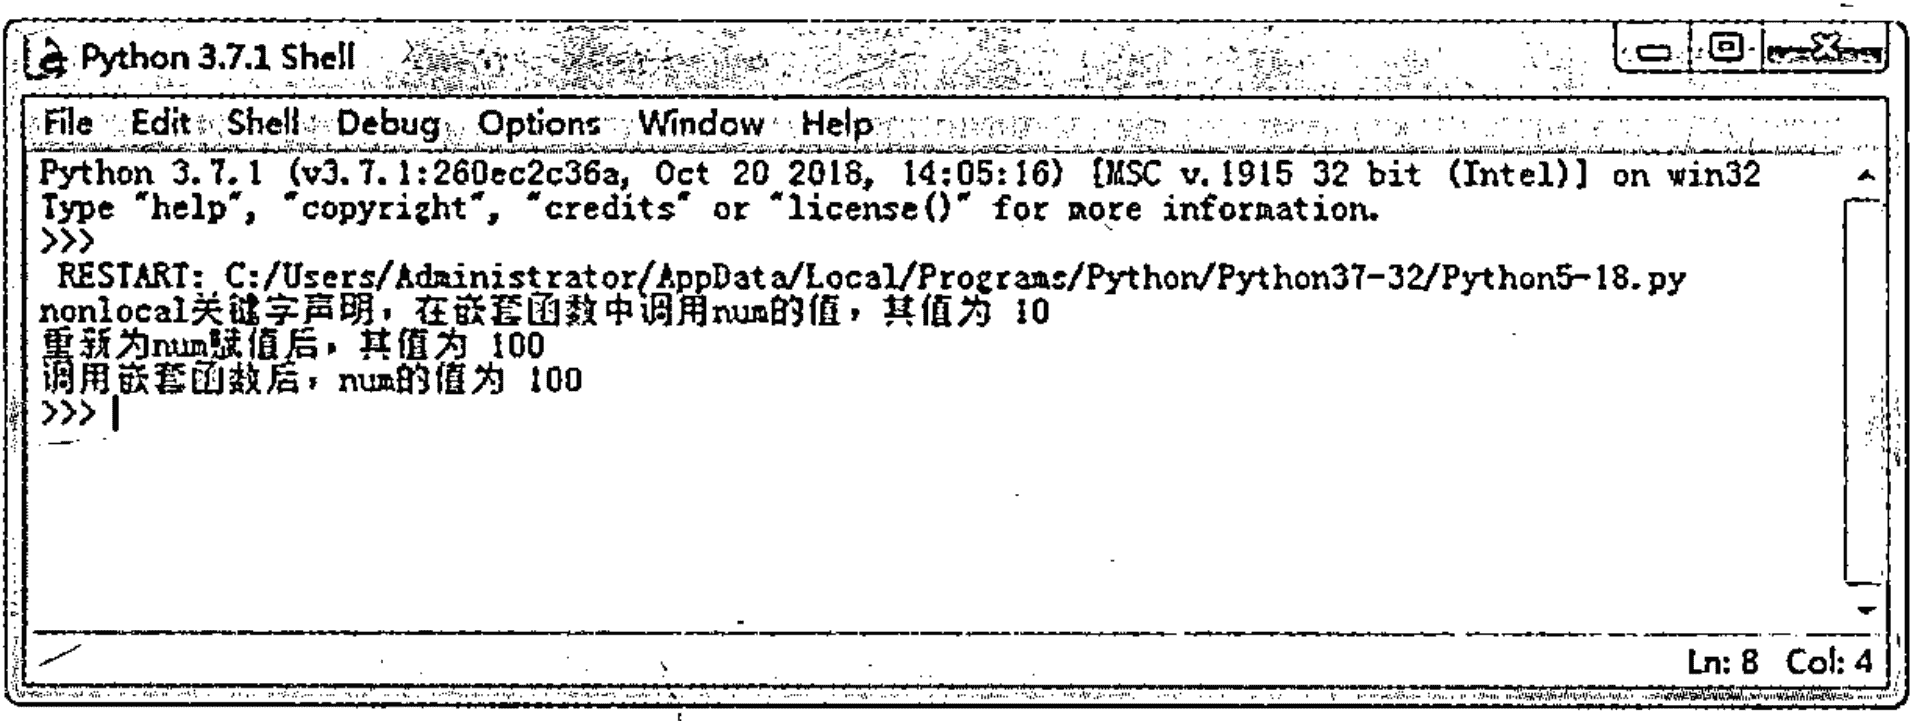 Python 3.7.1 Shell
File Edit Shell Debug Options Window Help
Python 3.7.1 (v3.7.1:260ec2c36a, Oct 20 2018, 14:05:16) [MSC v.1915 32 bit (Intel)] on win32
Type "help", "copyright", "credits" or "license()" for more information.
>>>
RESTART: C:/Users/Administrator/AppData/Local/Programs/Python/Python37-32/Python5-18.py
nonlocal关键字声明，在嵌套函数中调用num的值，其值为 10
重新为num赋值后，其值为 100
调用嵌套函数后，num的值为 100
>>>
Ln: 8 Col: 4